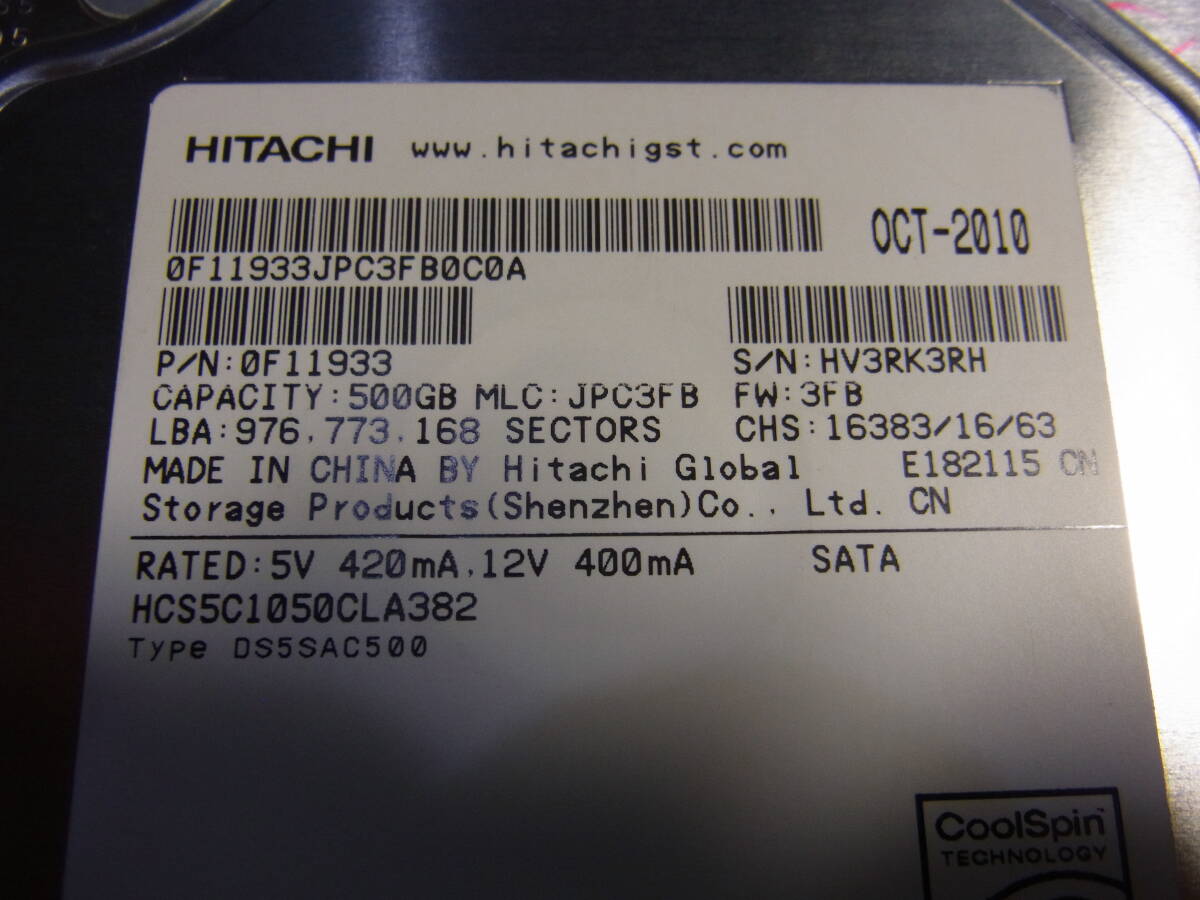 HITACHI www.hitachigst.com
OCT-2010
0F11933JPC3FB0C0A
P/N:0F11933 S/N:HV3RK3RH
CAPACITY:500GB MLC:JPC3FB FW:3FB
LBA:976,773,168 SECTORS CHS:16383/16/63
MADE IN CHINA BY Hitachi Global E182115 CN
Storage Products(Shenzhen)Co., Ltd. CN
RATED:5V 420mA,12V 400mA SATA
HCS5C1050CLA382
Type DS5SAC500
CoolSpin™
TECHNOLOGY